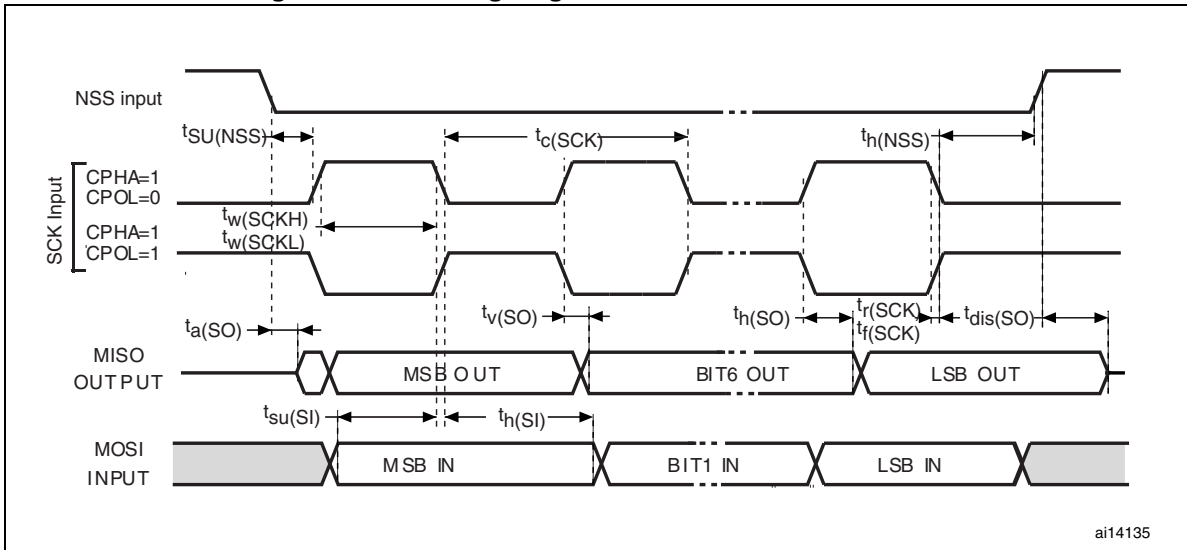 NSS input
tSU(NSS)
tc(SCK)
th(NSS)
SCK Input
CPHA=1
CPOL=0
tw(SCKH)
CPHA=1
tw(SCKL)
CPOL=1
ta(SO)
tv(SO)
th(SO)
tr(SCK)
tf(SCK)
tdis(SO)
MISO
OUTPUT
MSB OUT
BIT6 OUT
LSB OUT
tsu(SI)
th(SI)
MOSI
INPUT
MSB IN
BIT1 IN
LSB IN
ai14135